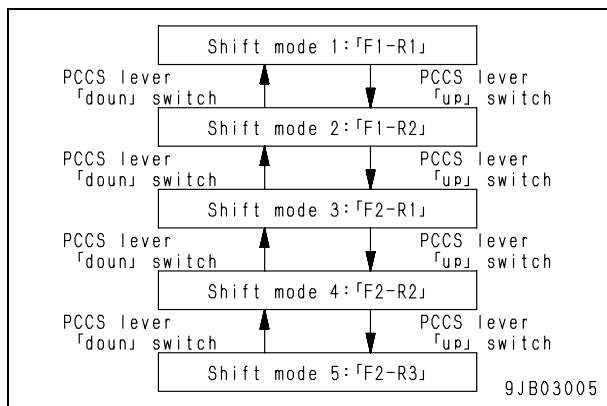 Shift mode 1:「F1-R1」
PCCS lever
「doun」 switch
PCCS lever
「up」 switch
Shift mode 2:「F1-R2」
PCCS lever
「doun」 switch
PCCS lever
「up」 switch
Shift mode 3:「F2-R1」
PCCS lever
「doun」 switch
PCCS lever
「up」 switch
Shift mode 4:「F2-R2」
PCCS lever
「doun」 switch
PCCS lever
「up」 switch
Shift mode 5:「F2-R3」
9JB03005